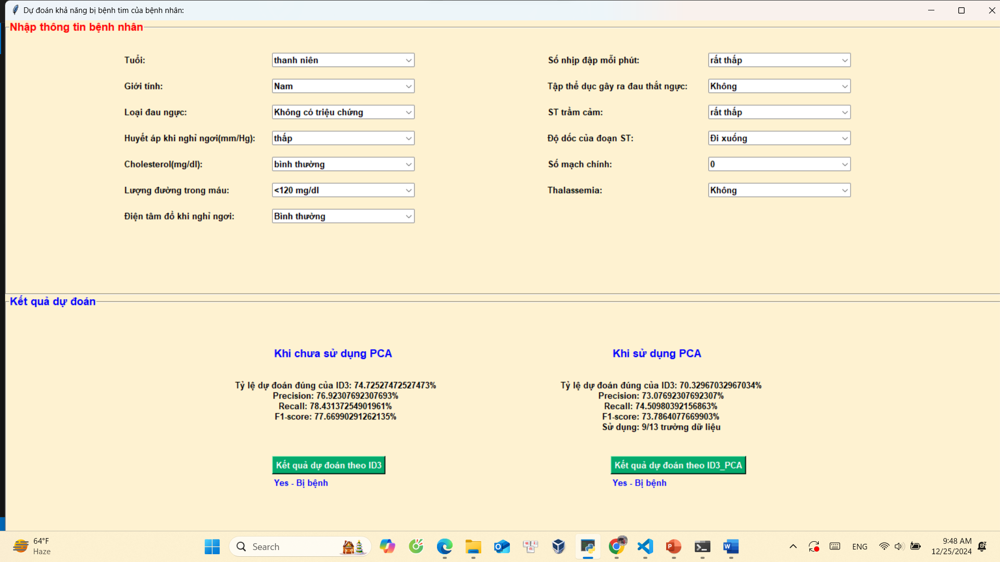 Dự đoán khả năng bị bệnh tim của bệnh nhân:
Nhập thông tin bệnh nhân
Tuổi: thanh niên
Giới tính: Nam
Loại đau ngực: Không có triệu chứng
Huyết áp khi nghỉ ngơi(mm/Hg): thấp
Cholesterol(mg/dl): bình thường
Lượng đường trong máu: <120 mg/dl
Điện tâm đồ khi nghỉ ngơi: Bình thường
Số nhịp đập mỗi phút: rất thấp
Tập thể dục gây ra đau thắt ngực: Không
ST trầm cảm: rất thấp
Độ dốc của đoạn ST: Đi xuống
Số mạch chính: 0
Thalassemia: Không
Kết quả dự đoán
Khi chưa sử dụng PCA
Tỷ lệ dự đoán đúng của ID3: 74.72527472527473%
Precision: 76.92307692307693%
Recall: 78.43137254901961%
F1-score: 77.66990291262135%
Kết quả dự đoán theo ID3
Yes - Bị bệnh
Khi sử dụng PCA
Tỷ lệ dự đoán đúng của ID3: 70.32967032967034%
Precision: 73.07692307692307%
Recall: 74.50980392156863%
F1-score: 73.7864077669903%
Sử dụng: 9/13 trường dữ liệu
Kết quả dự đoán theo ID3_PCA
Yes - Bị bệnh
64°F
Haze
Search
ENG
9:48 AM
12/25/2024